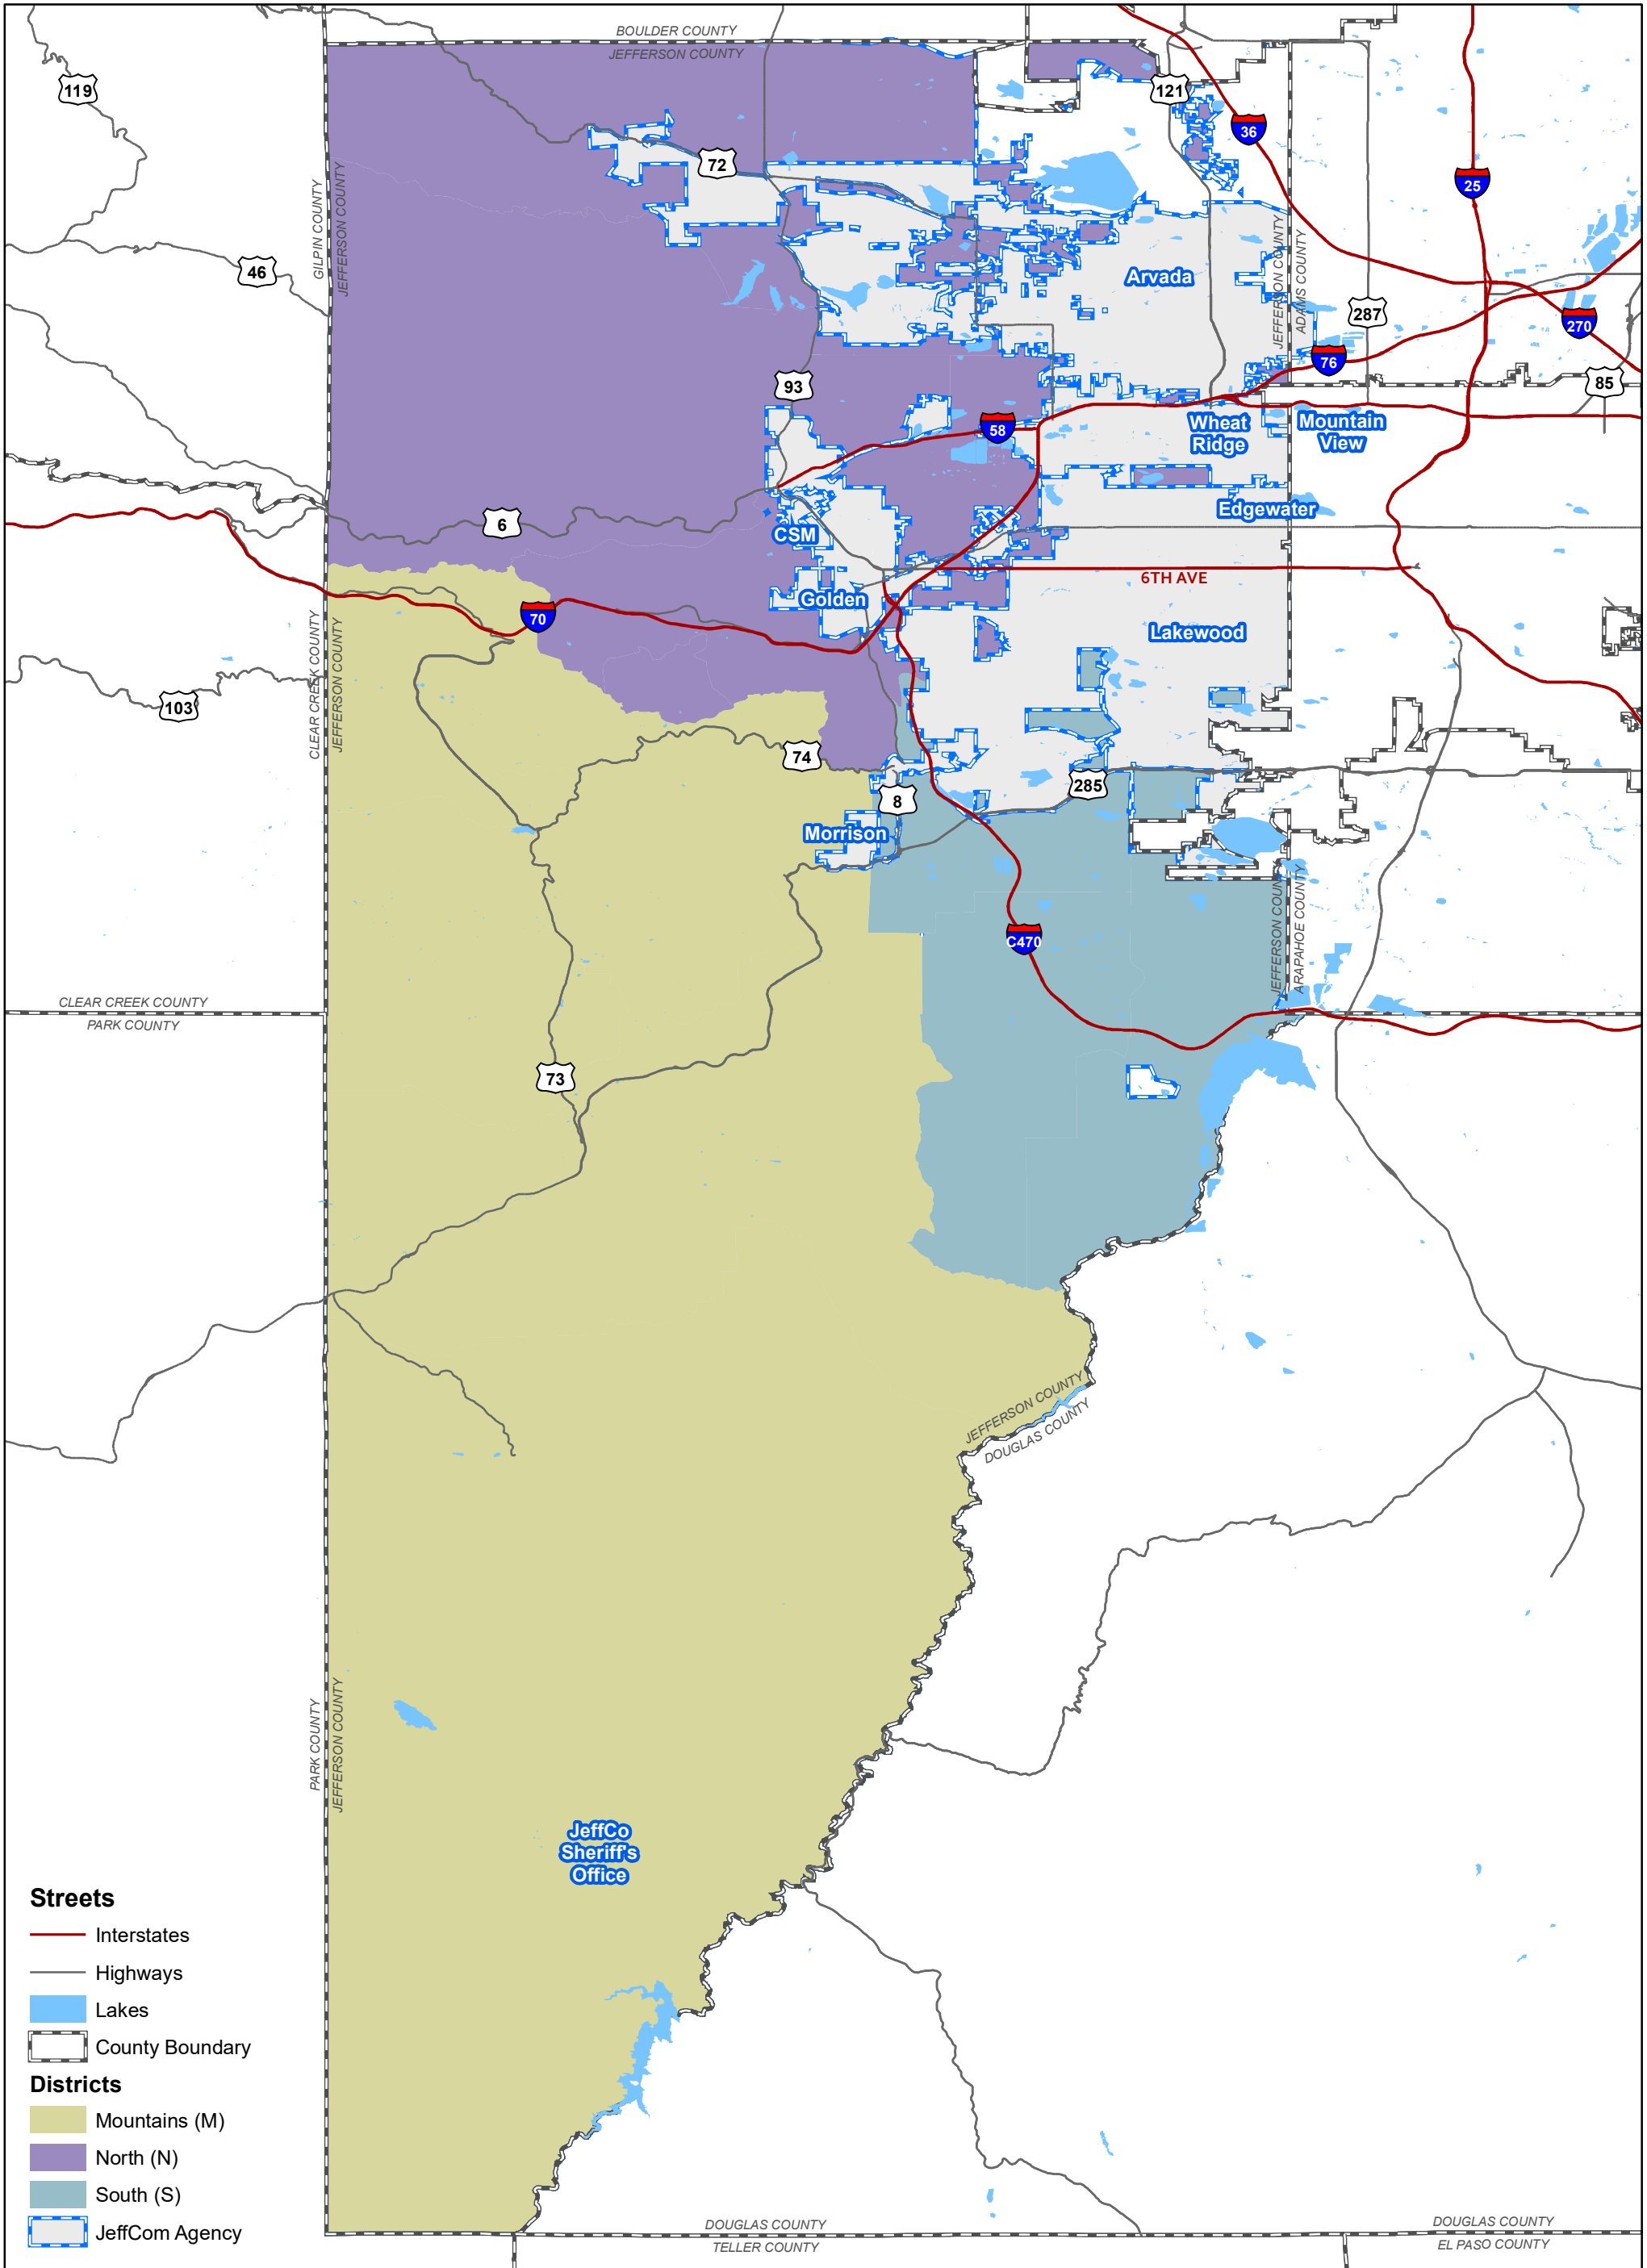 BOULDER COUNTY
JEFFERSON COUNTY
119
121
36
72
25
GILPIN COUNTY
JEFFERSON COUNTY
46
Arvada
JEFFERSON COUNTY
ADAMS COUNTY
287
270
76
85
93
58
Wheat
Ridge
Mountain
View
6
CSM
Edgewater
6TH AVE
Golden
70
Lakewood
CLEAR CREEK COUNTY
JEFFERSON COUNTY
103
74
285
8
Morrison
JEFFERSON COUNTY
ARAPAHOE COUNTY
C470
CLEAR CREEK COUNTY
PARK COUNTY
73
JEFFERSON COUNTY
DOUGLAS COUNTY
PARK COUNTY
JEFFERSON COUNTY
JeffCo
Sheriff's
Office
Streets
Interstates
Highways
Lakes
County Boundary
Districts
Mountains (M)
North (N)
South (S)
JeffCom Agency
DOUGLAS COUNTY
TELLER COUNTY
DOUGLAS COUNTY
EL PASO COUNTY